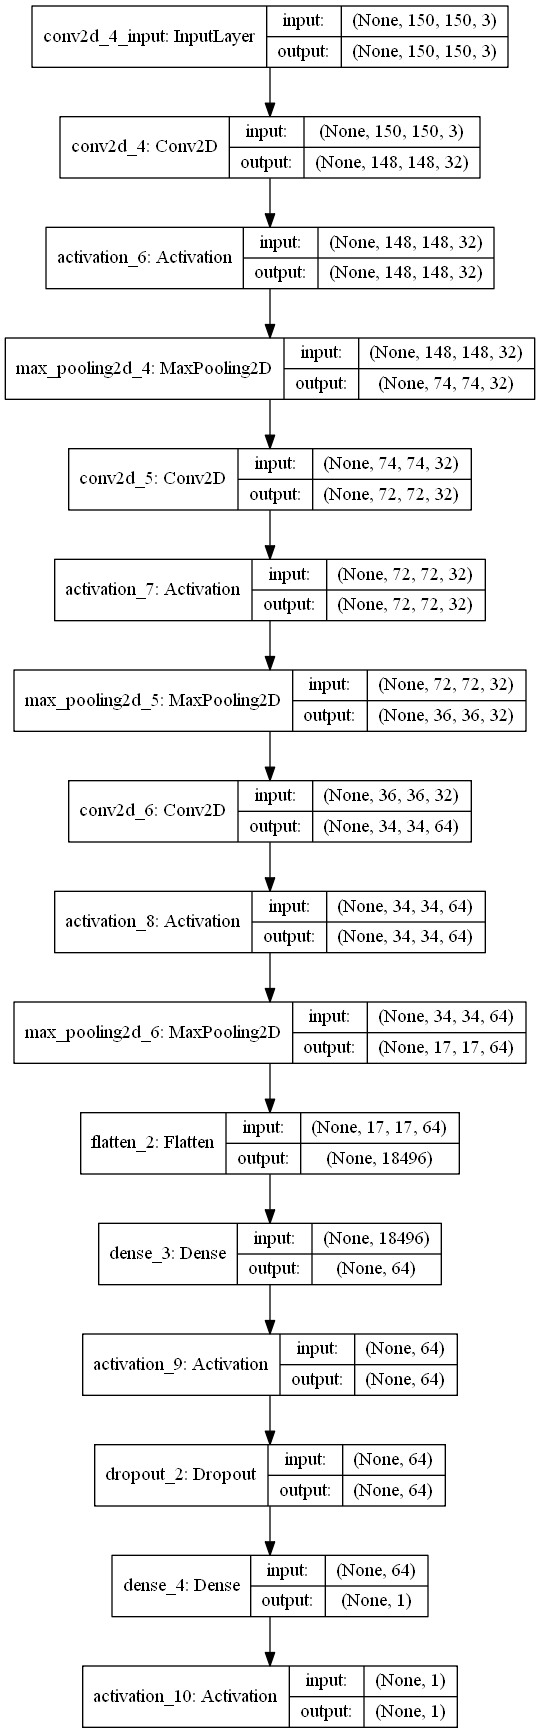 conv2d_4_input: InputLayer
input: (None, 150, 150, 3)
output: (None, 150, 150, 3)
conv2d_4: Conv2D
input: (None, 150, 150, 3)
output: (None, 148, 148, 32)
activation_6: Activation
input: (None, 148, 148, 32)
output: (None, 148, 148, 32)
max_pooling2d_4: MaxPooling2D
input: (None, 148, 148, 32)
output: (None, 74, 74, 32)
conv2d_5: Conv2D
input: (None, 74, 74, 32)
output: (None, 72, 72, 32)
activation_7: Activation
input: (None, 72, 72, 32)
output: (None, 72, 72, 32)
max_pooling2d_5: MaxPooling2D
input: (None, 72, 72, 32)
output: (None, 36, 36, 32)
conv2d_6: Conv2D
input: (None, 36, 36, 32)
output: (None, 34, 34, 64)
activation_8: Activation
input: (None, 34, 34, 64)
output: (None, 34, 34, 64)
max_pooling2d_6: MaxPooling2D
input: (None, 34, 34, 64)
output: (None, 17, 17, 64)
flatten_2: Flatten
input: (None, 17, 17, 64)
output: (None, 18496)
dense_3: Dense
input: (None, 18496)
output: (None, 64)
activation_9: Activation
input: (None, 64)
output: (None, 64)
dropout_2: Dropout
input: (None, 64)
output: (None, 64)
dense_4: Dense
input: (None, 64)
output: (None, 1)
activation_10: Activation
input: (None, 1)
output: (None, 1)